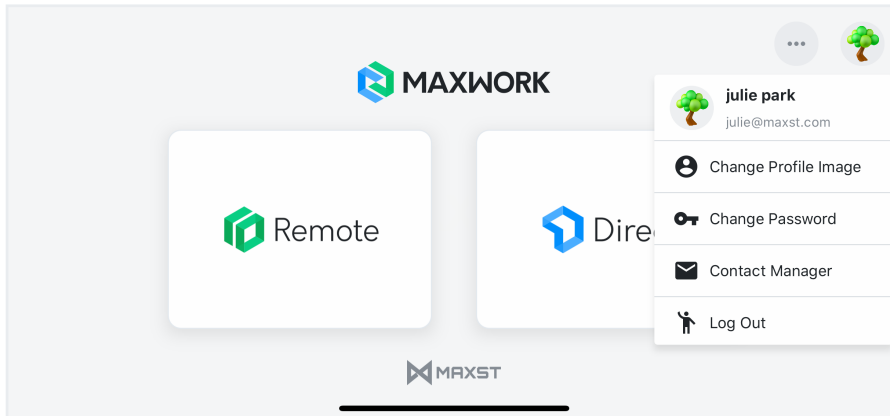 MAXWORK
julie park
julie@maxst.com
Change Profile Image
Remote
Change Password
Contact Manager
Log Out
MAXST